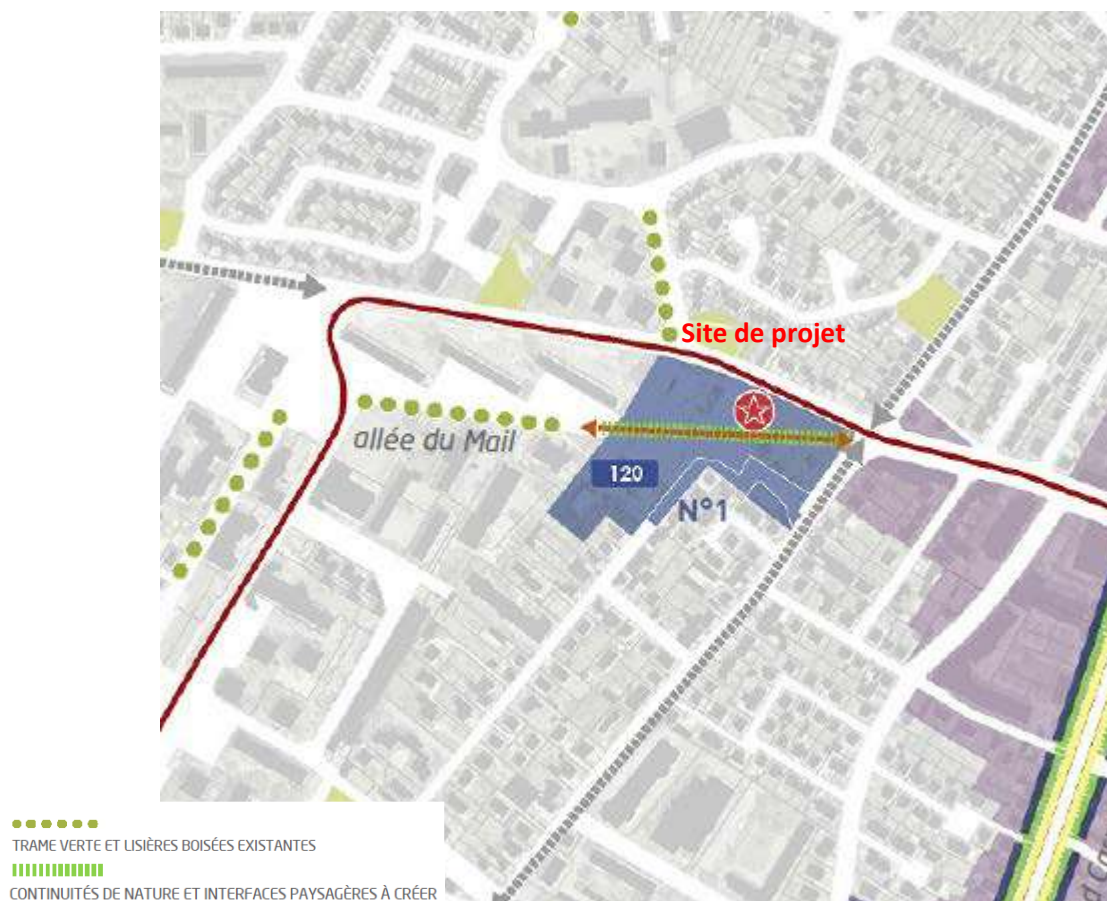 Site de projet
allée du Mail
120
N°1
TRAME VERTE ET LISIÈRES BOISÉES EXISTANTES
CONTINUITÉS DE NATURE ET INTERFACES PAYSAGÈRES À CRÉER